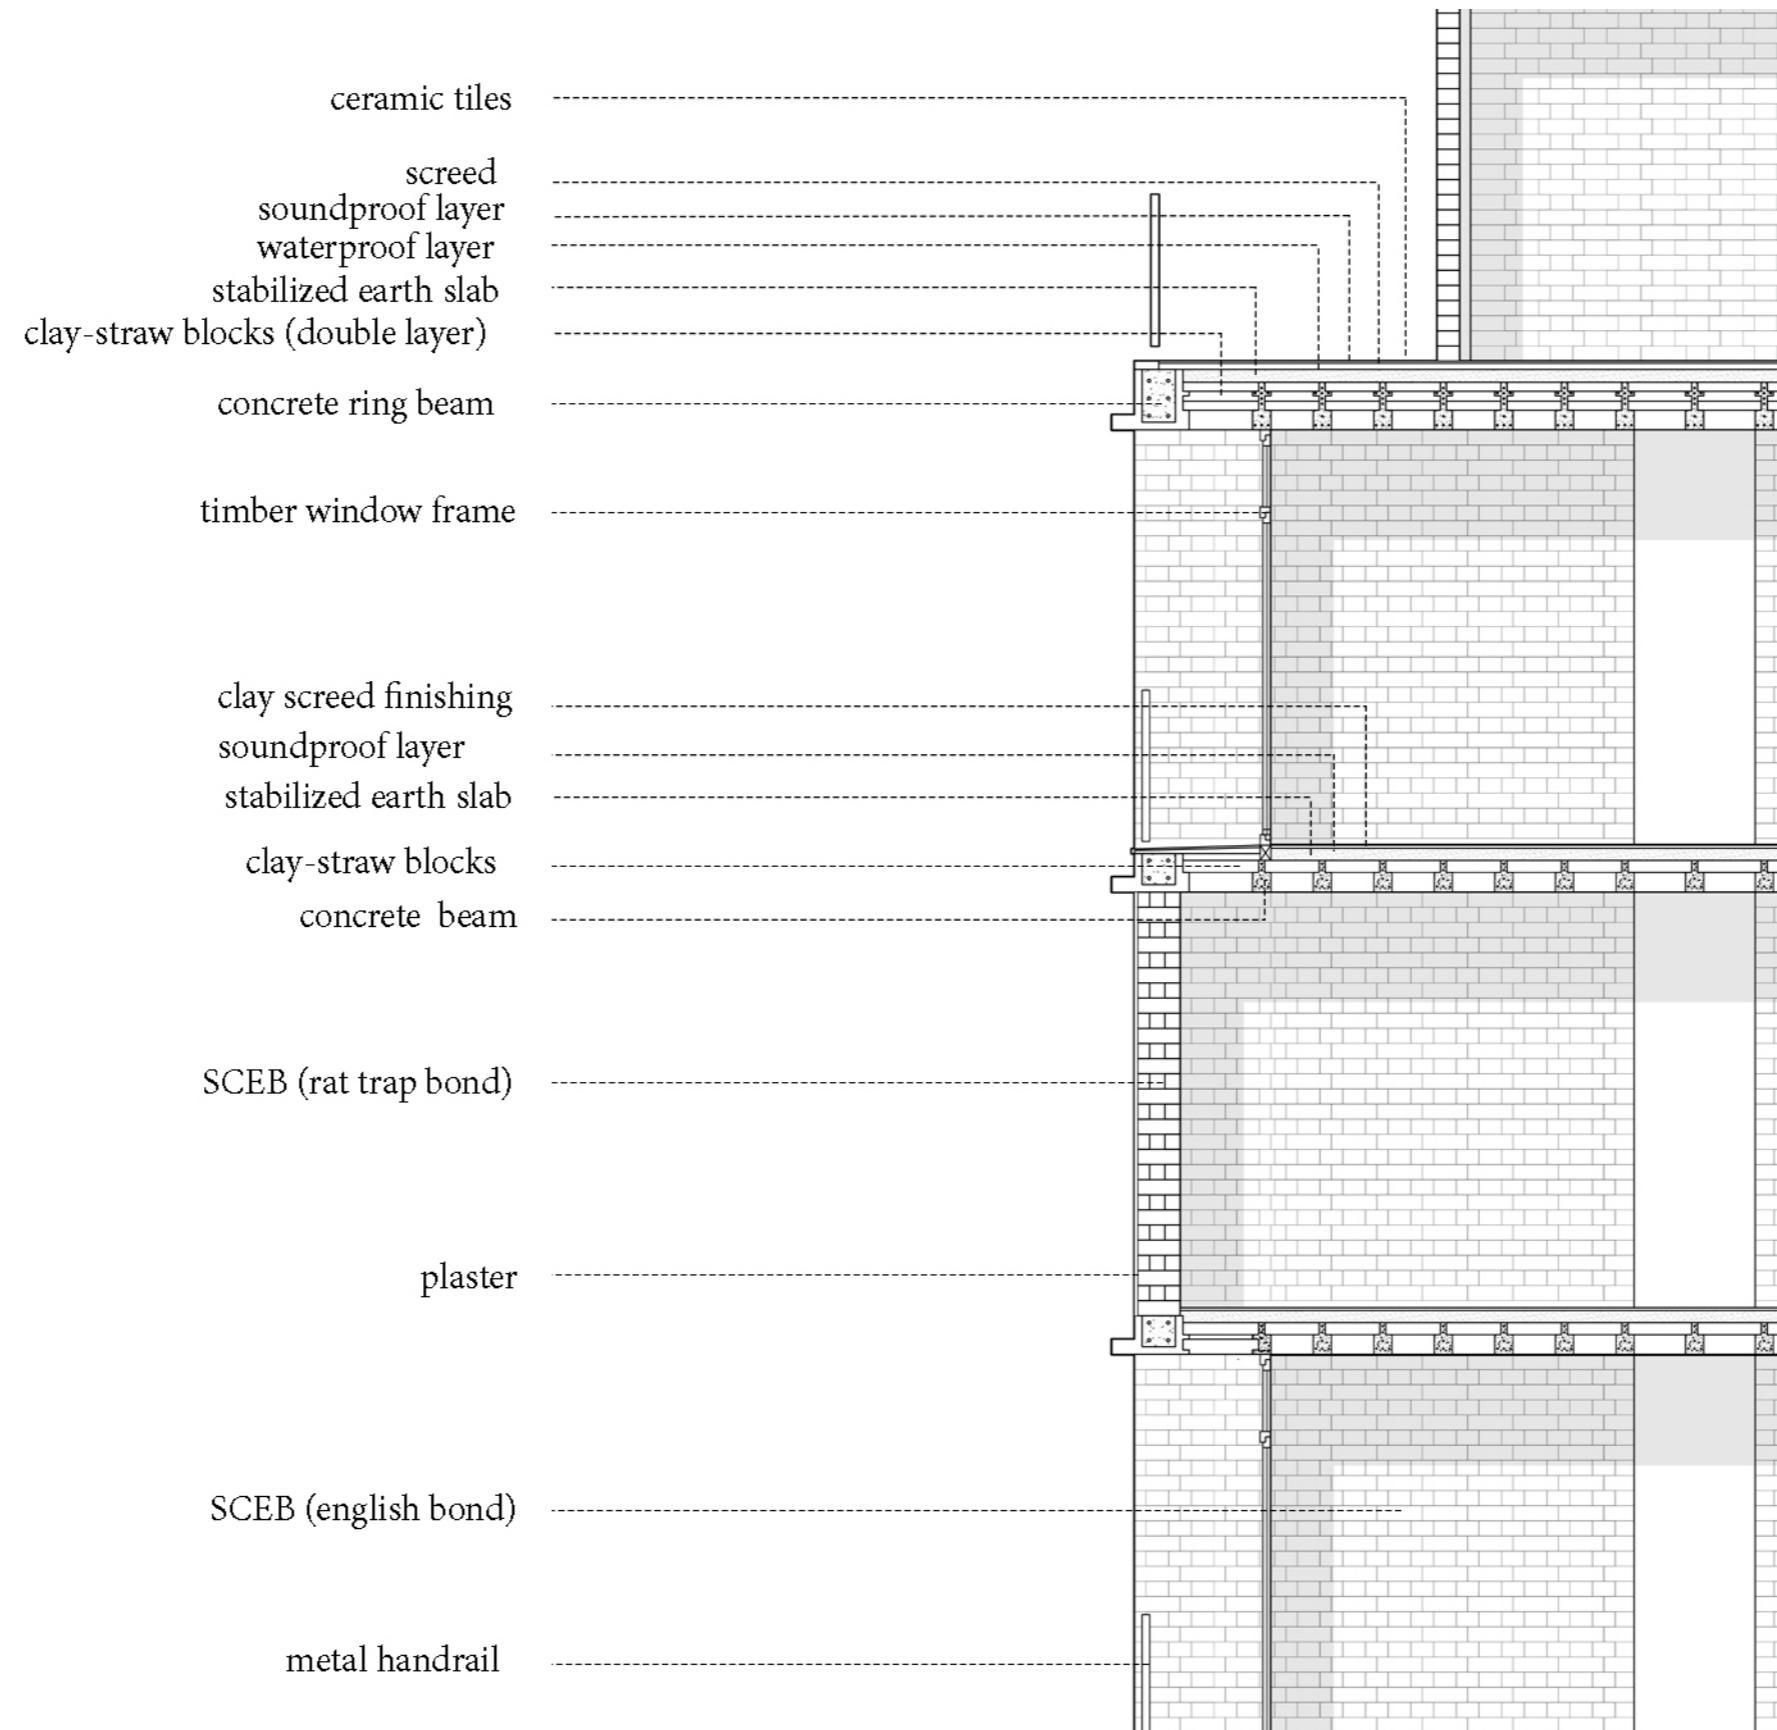 ceramic tiles
screed
soundproof layer
waterproof layer
stabilized earth slab
clay-straw blocks (double layer)
concrete ring beam
timber window frame
clay screed finishing
soundproof layer
stabilized earth slab
clay-straw blocks
concrete beam
SCEB (rat trap bond)
plaster
SCEB (english bond)
metal handrail